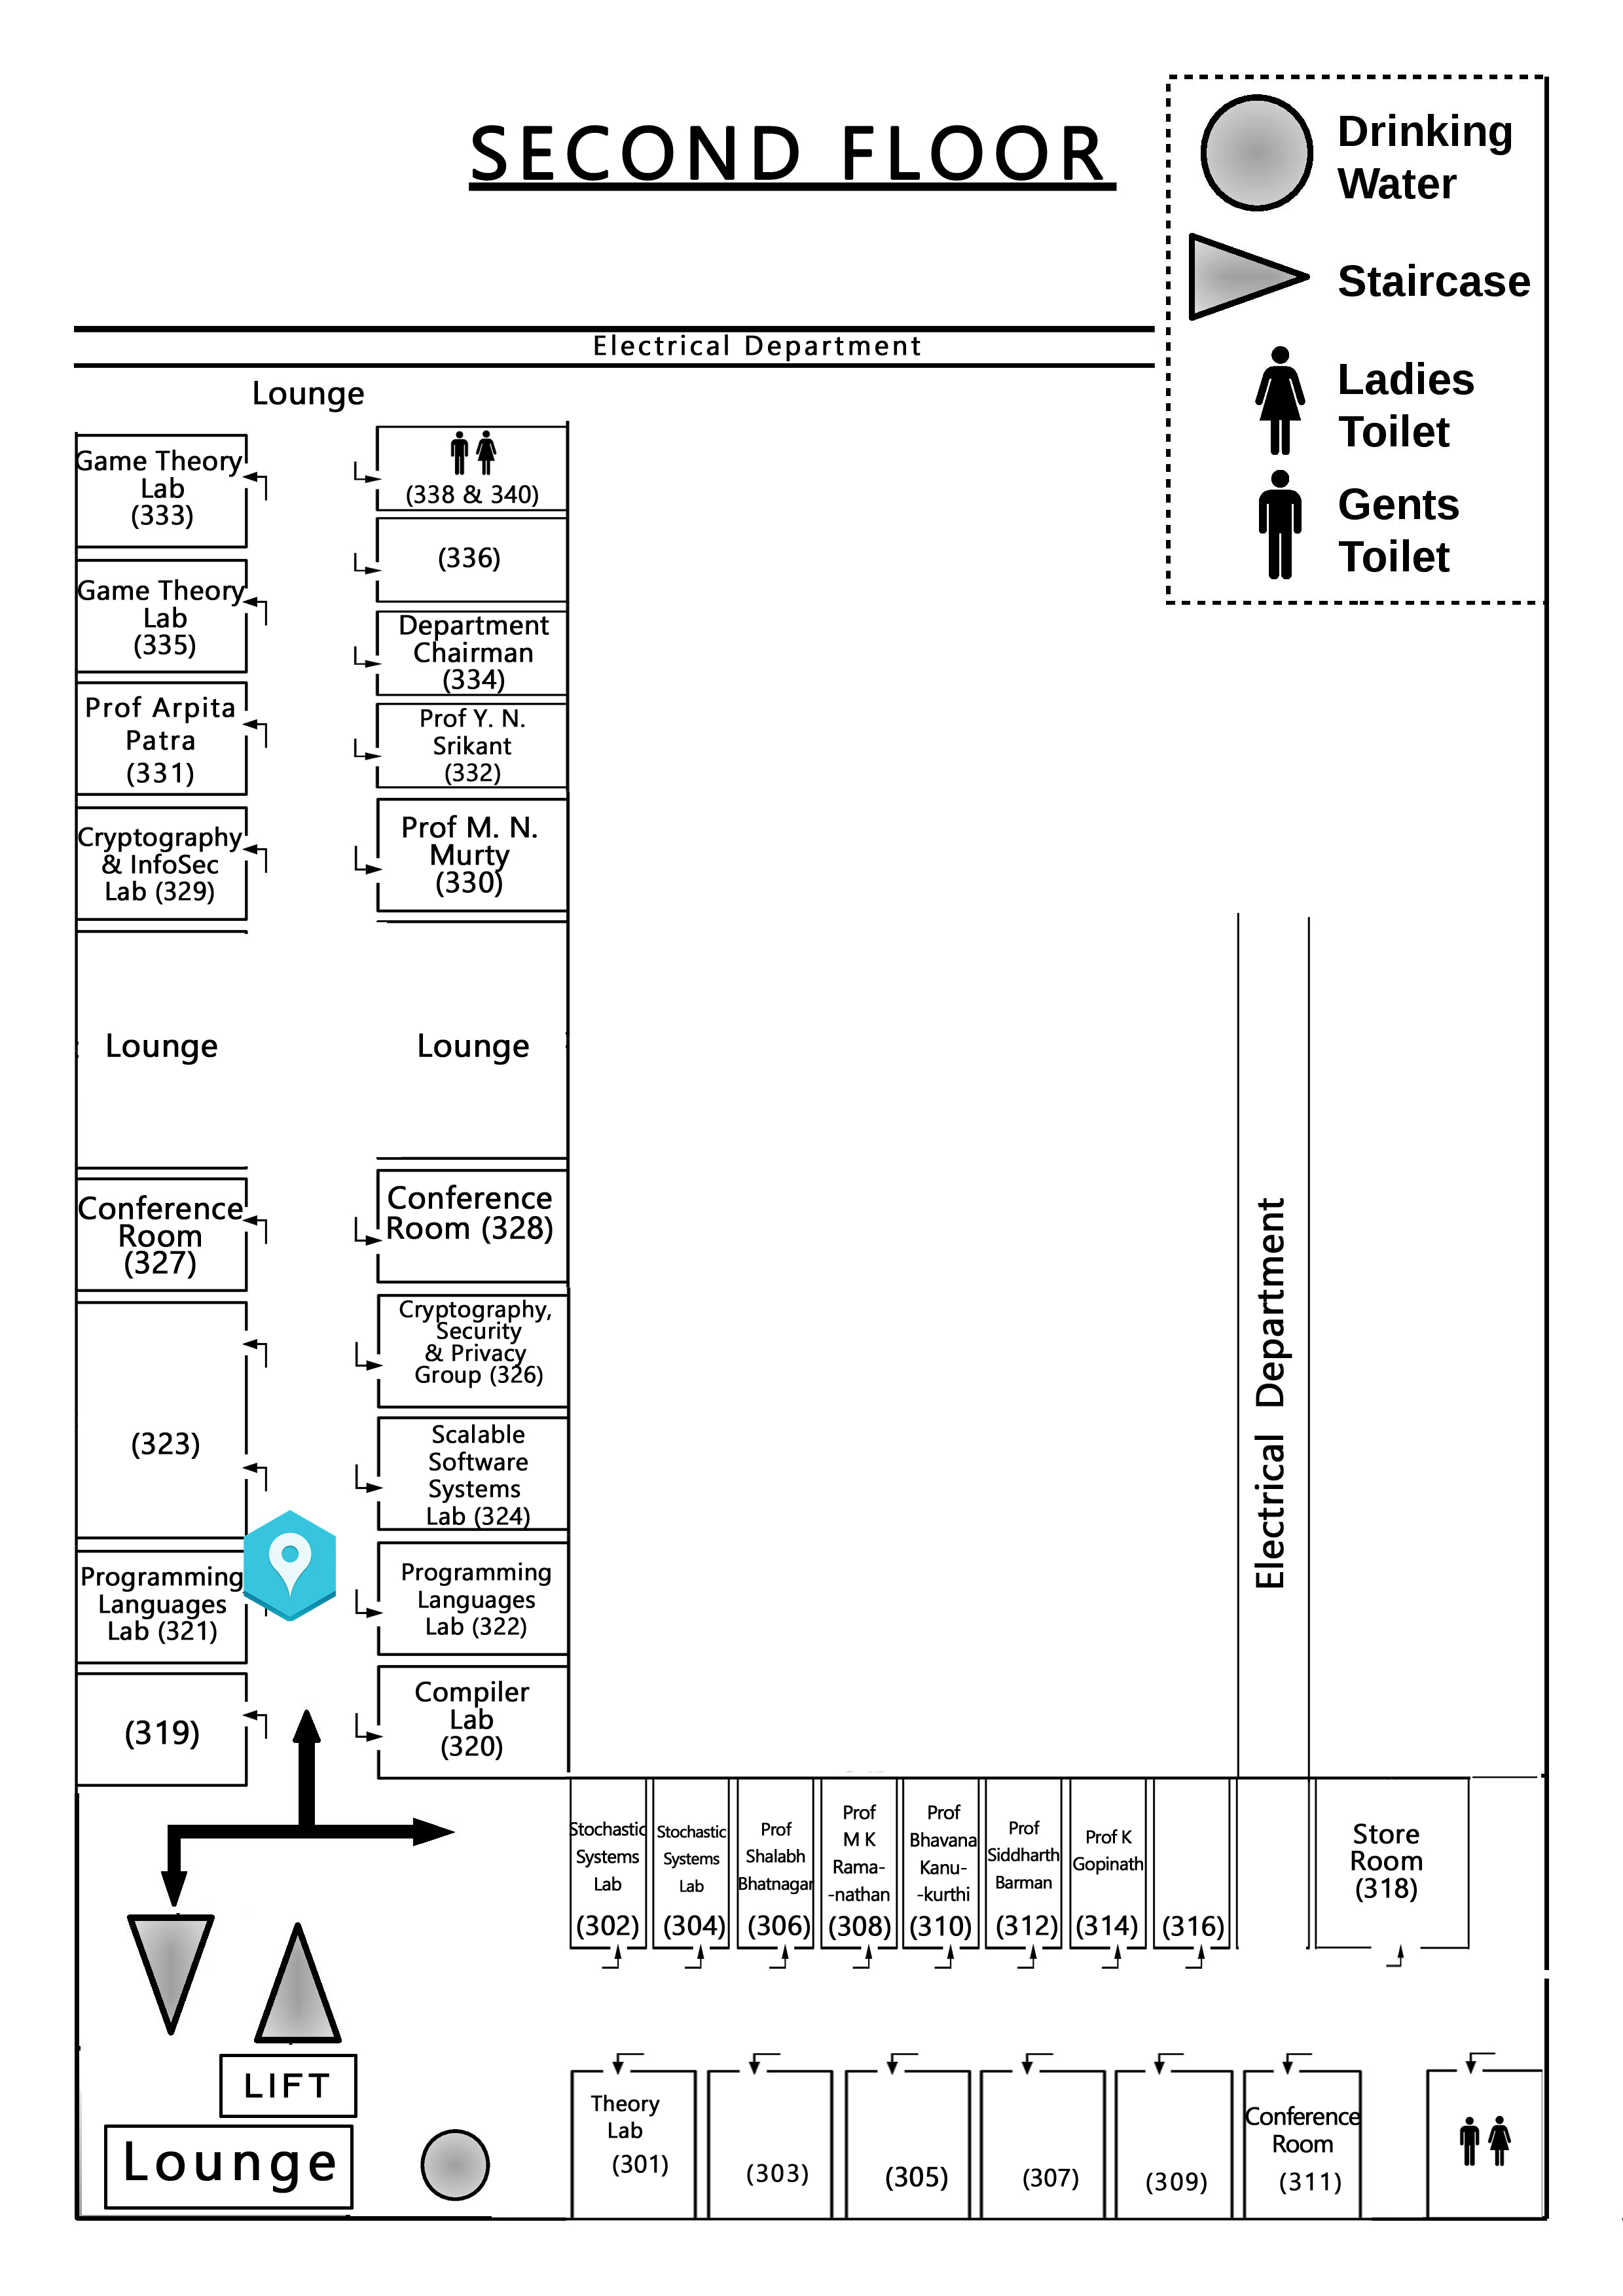 SECOND FLOOR
Drinking
Water
Staircase
Ladies
Toilet
Gents
Toilet
Electrical Department
Lounge
Game Theory
Lab
(333)
(338 & 340)
(336)
Game Theory
Lab
(335)
Department
Chairman
(334)
Prof Arpita
Patra
(331)
Prof Y. N.
Srikant
(332)
Cryptography
& InfoSec
Lab (329)
Prof M. N.
Murty
(330)
Lounge
Lounge
Conference
Room
(327)
Conference
Room (328)
Cryptography,
Security
& Privacy
Group (326)
(323)
Scalable
Software
Systems
Lab (324)
Programming
Languages
Lab (321)
Programming
Languages
Lab (322)
(319)
Compiler
Lab
(320)
Electrical Department
Stochastic
Systems
Lab
(302)
Stochastic
Systems
Lab
(304)
Prof
Shalabh
Bhatnagar
(306)
Prof
M K
Rama-
-nathan
(308)
Prof
Bhavana
Kanu-
-kurthi
(310)
Prof
Siddharth
Barman
(312)
Prof K
Gopinath
(314)
(316)
Store
Room
(318)
LIFT
Lounge
Theory
Lab
(301)
(303)
(305)
(307)
(309)
Conference
Room
(311)